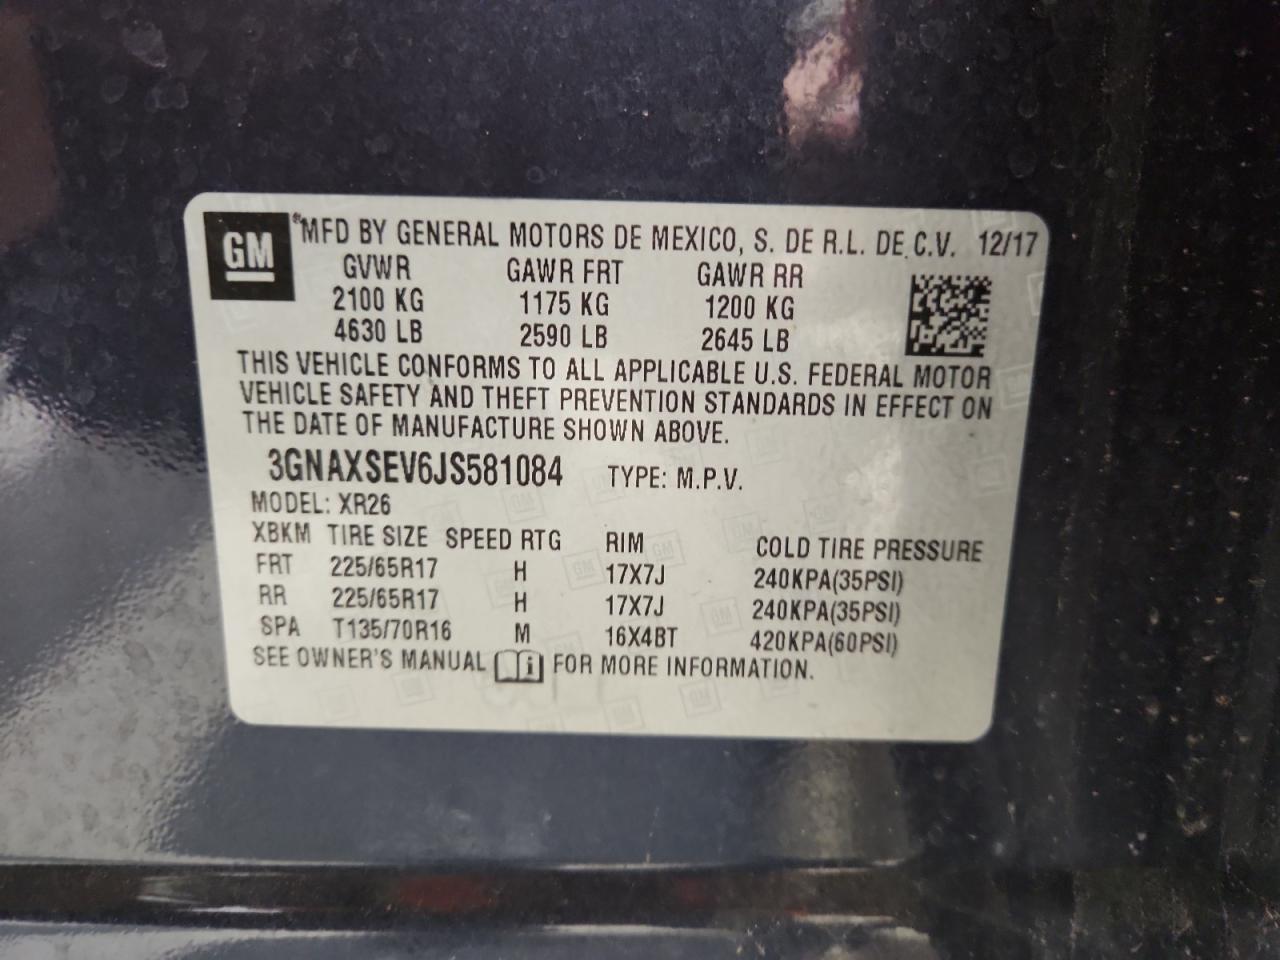 GM
®MFD BY GENERAL MOTORS DE MEXICO, S. DE R.L. DE C.V. 12/17
GVWR GAWR FRT GAWR RR
2100 KG 1175 KG 1200 KG
4630 LB 2590 LB 2645 LB
THIS VEHICLE CONFORMS TO ALL APPLICABLE U.S. FEDERAL MOTOR
VEHICLE SAFETY AND THEFT PREVENTION STANDARDS IN EFFECT ON
THE DATE OF MANUFACTURE SHOWN ABOVE.
3GNAXSEV6JS581084 TYPE: M.P.V.
MODEL: XR26
XBKM TIRE SIZE SPEED RTG RIM COLD TIRE PRESSURE
FRT 225/65R17 H 17X7J 240KPA(35PSI)
RR 225/65R17 H 17X7J 240KPA(35PSI)
SPA T135/70R16 M 16X4BT 420KPA(60PSI)
SEE OWNER'S MANUAL i FOR MORE INFORMATION.